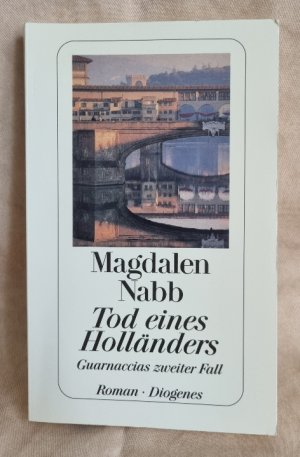 Magdalen
Nabb
Tod eines
Holländers
Guarnaccias zweiter Fall
Roman · Diogenes